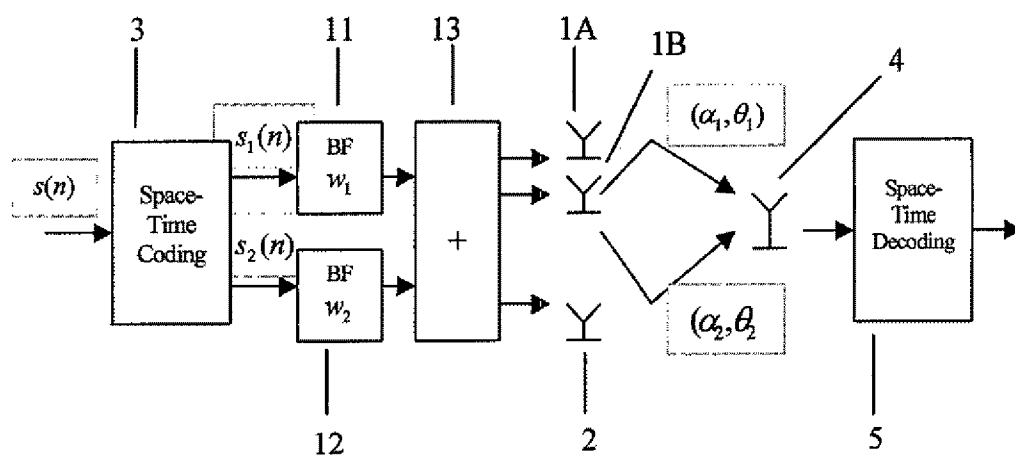 3
11
13
1A
1B
4
s(n)
Space-
Time
Coding
s₁(n)
s₂(n)
BF
w₁
BF
w₂
+
(α₁,θ₁)
(α₂,θ₂
Space-
Time
Decoding
12
2
5